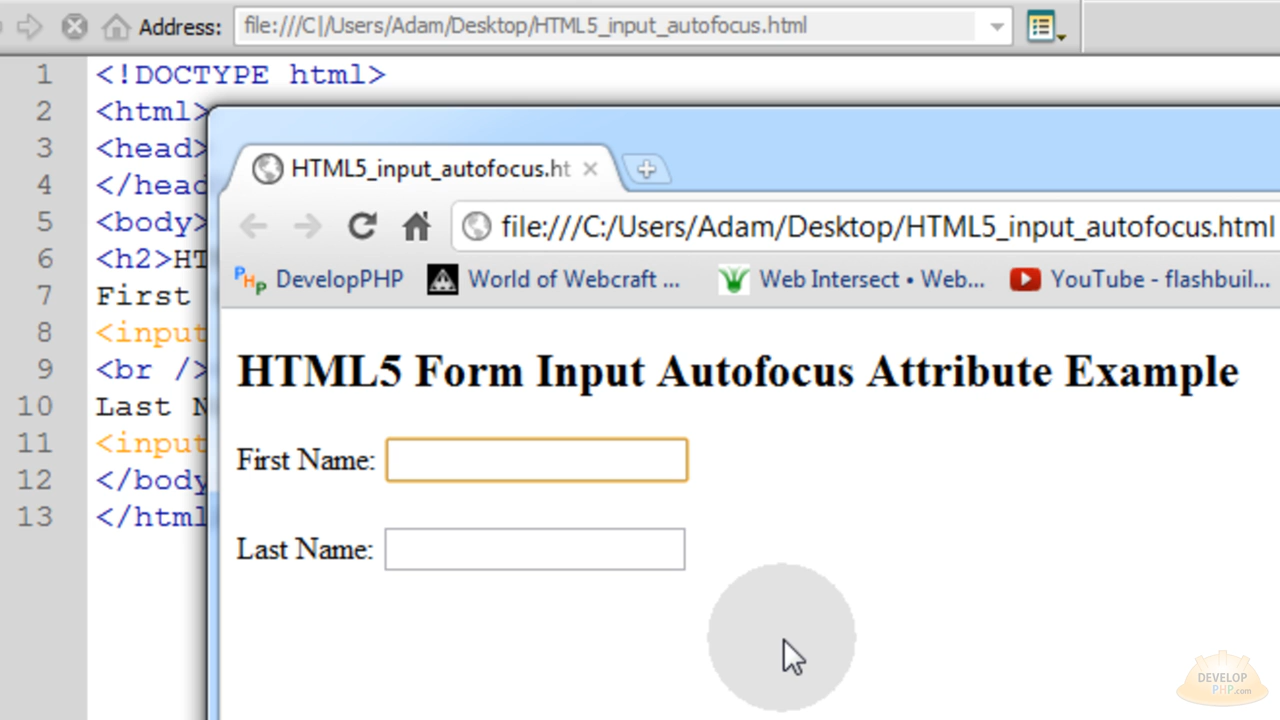 Address: file:///C|/Users/Adam/Desktop/HTML5_input_autofocus.html
1 <!DOCTYPE html>
2 <html>
3 <head>
4 </head
5 <body>
6 <h2>HT
7 First
8 <input
9 <br />
10 Last N
11 <input
12 </body
13 </html
HTML5_input_autofocus.ht
file:///C:/Users/Adam/Desktop/HTML5_input_autofocus.html
PHP DevelopPHP World of Webcraft ... Web Intersect • Web... YouTube - flashbuil...
HTML5 Form Input Autofocus Attribute Example
First Name:
Last Name:
DEVELOP
PHP.com